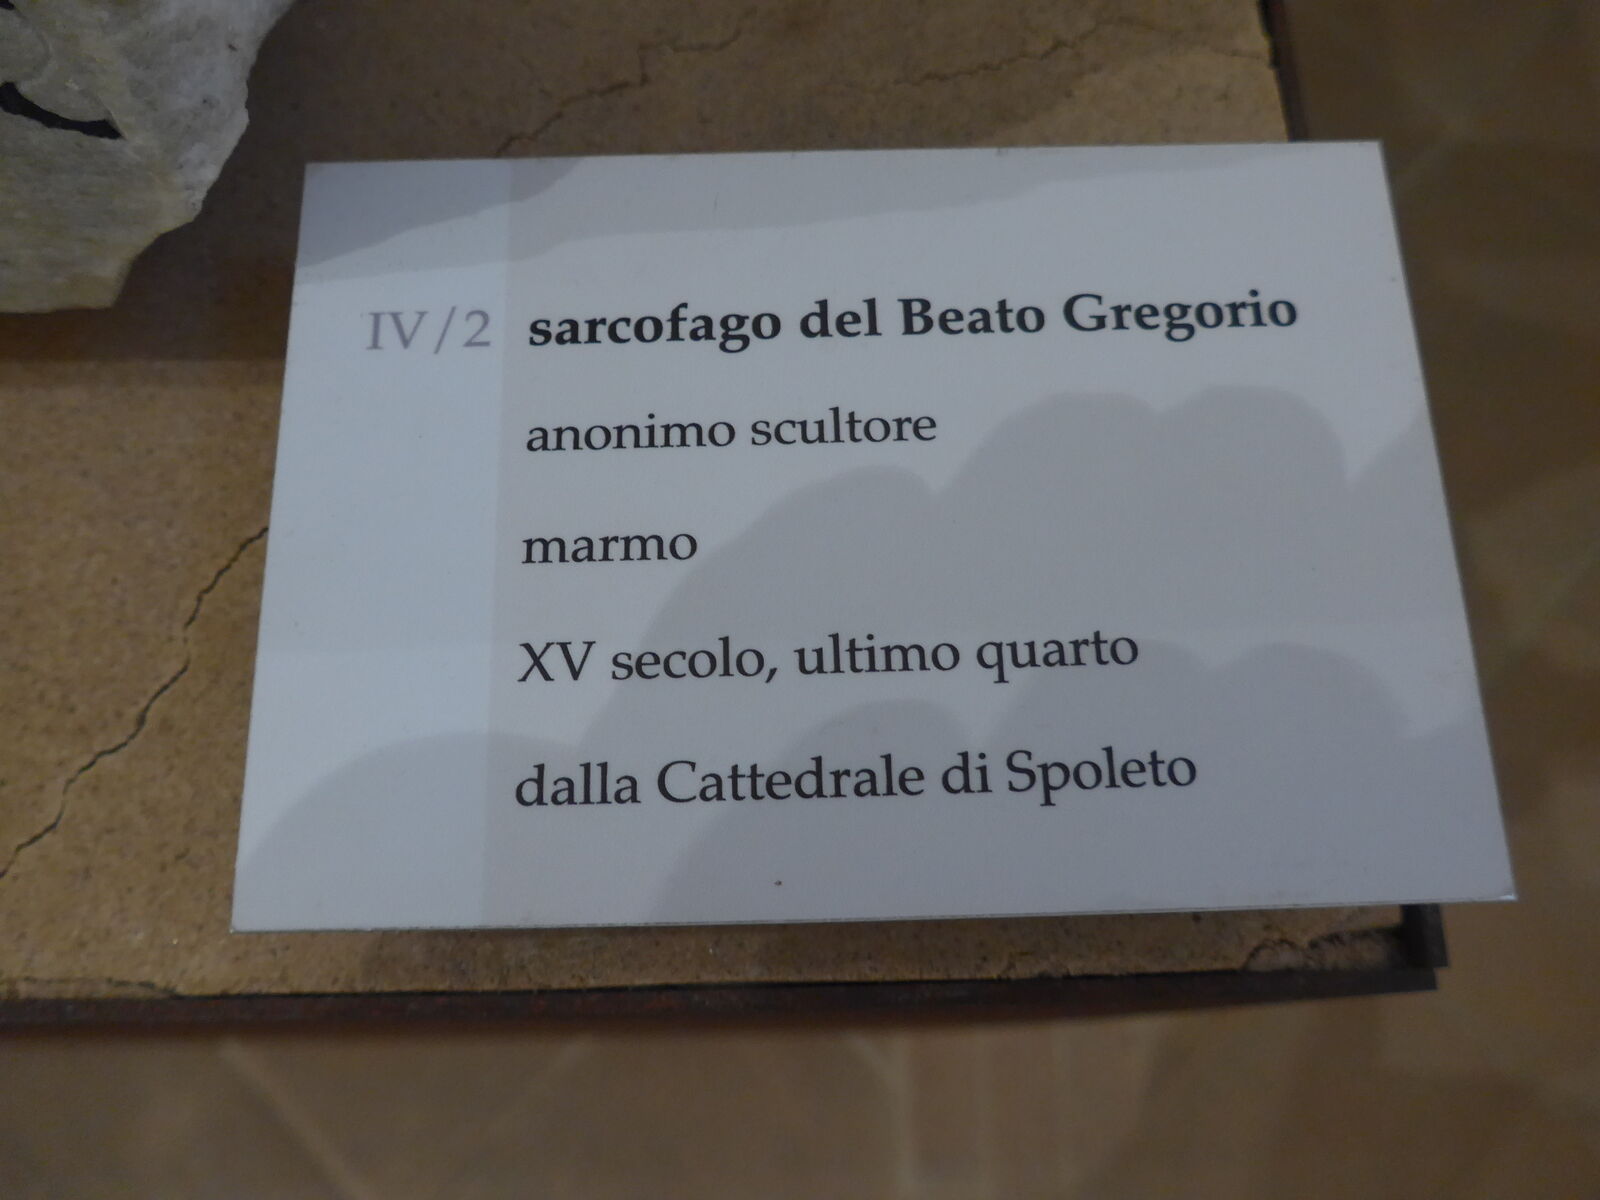 IV/2 sarcofago del Beato Gregorio
anonimo scultore
marmo
XV secolo, ultimo quarto
dalla Cattedrale di Spoleto